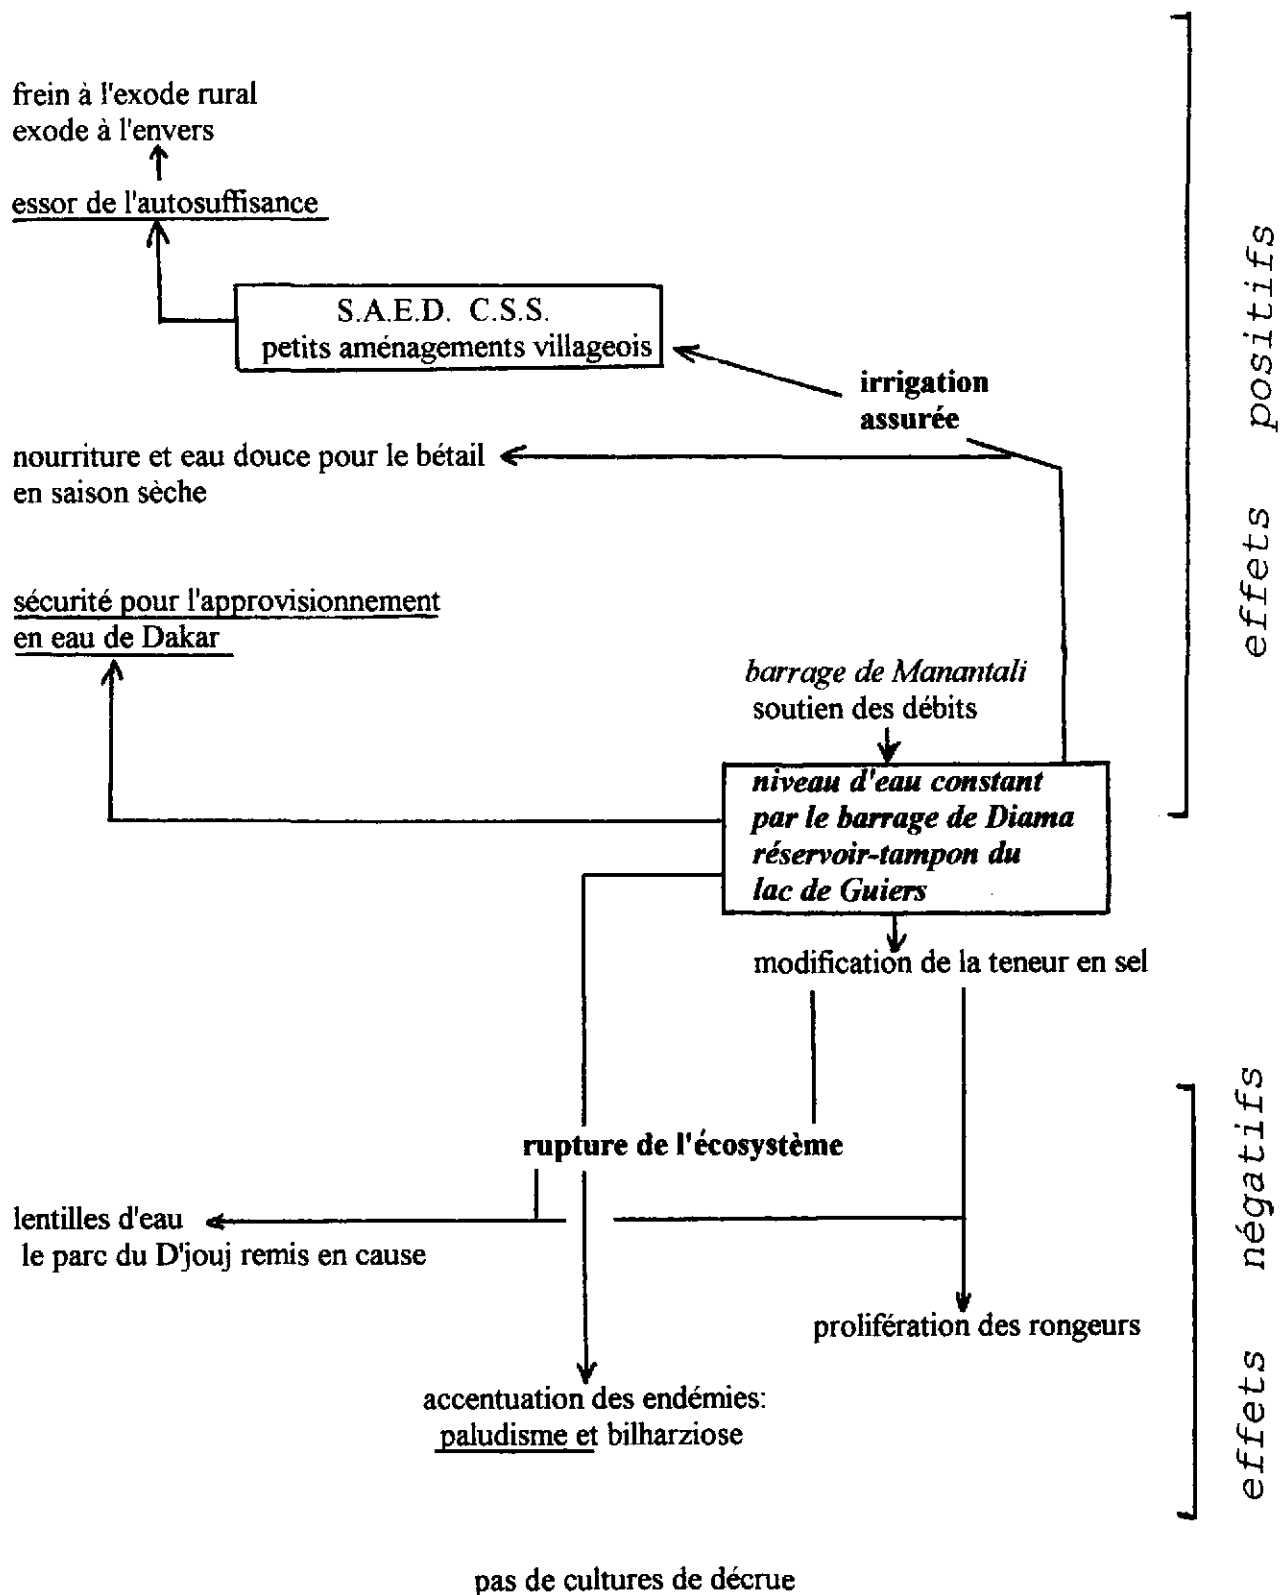 frein à l'exode rural
exode à l'envers
essor de l'autosuffisance
S.A.E.D. C.S.S.
petits aménagements villageois
irrigation
assurée
nourriture et eau douce pour le bétail
en saison sèche
sécurité pour l'approvisionnement
en eau de Dakar
barrage de Manantali
soutien des débits
niveau d'eau constant
par le barrage de Diama
réservoir-tampon du
lac de Guiers
modification de la teneur en sel
effets positifs
rupture de l'écosystème
lentilles d'eau
le parc du D'jouj remis en cause
prolifération des rongeurs
accentuation des endémies:
paludisme et bilharziose
effets négatifs
pas de cultures de décrue